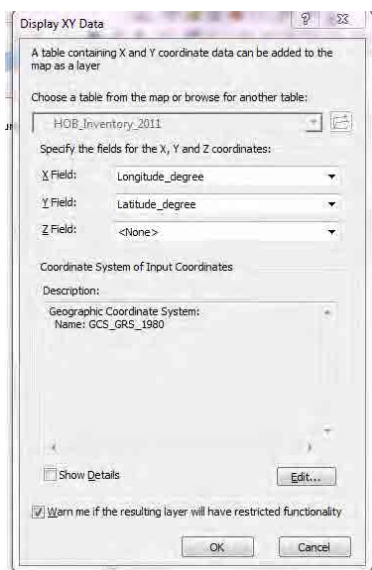 Display XY Data
A table containing X and Y coordinate data can be added to the
map as a layer
Choose a table from the map or browse for another table:
HOB_Inventory_2011
Specify the fields for the X, Y and Z coordinates:
X Field: Longitude_degree
Y Field: Latitude_degree
Z Field: <None>
Coordinate System of Input Coordinates
Description:
Geographic Coordinate System:
Name: GCS_GRS_1980
Show Details Edit...
Warn me if the resulting layer will have restricted functionality
OK Cancel